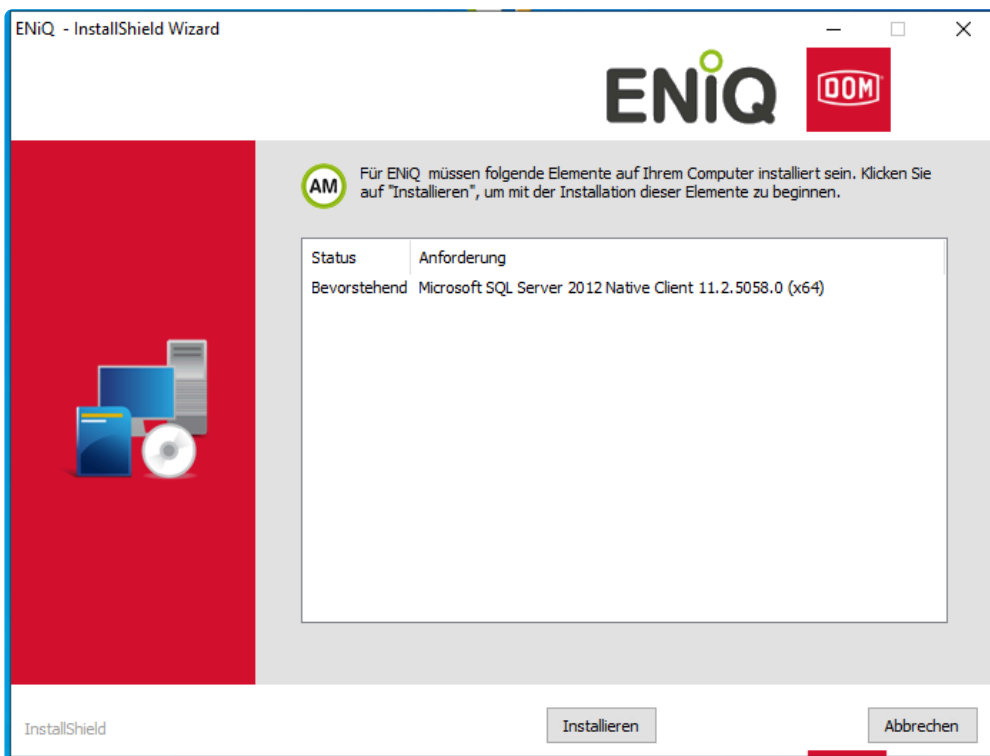 ENiQ - InstallShield Wizard
ENiQ
DOM
AM
Für ENiQ müssen folgende Elemente auf Ihrem Computer installiert sein. Klicken Sie
auf "Installieren", um mit der Installation dieser Elemente zu beginnen.
Status Anforderung
Bevorstehend Microsoft SQL Server 2012 Native Client 11.2.5058.0 (x64)
InstallShield
Installieren
Abbrechen